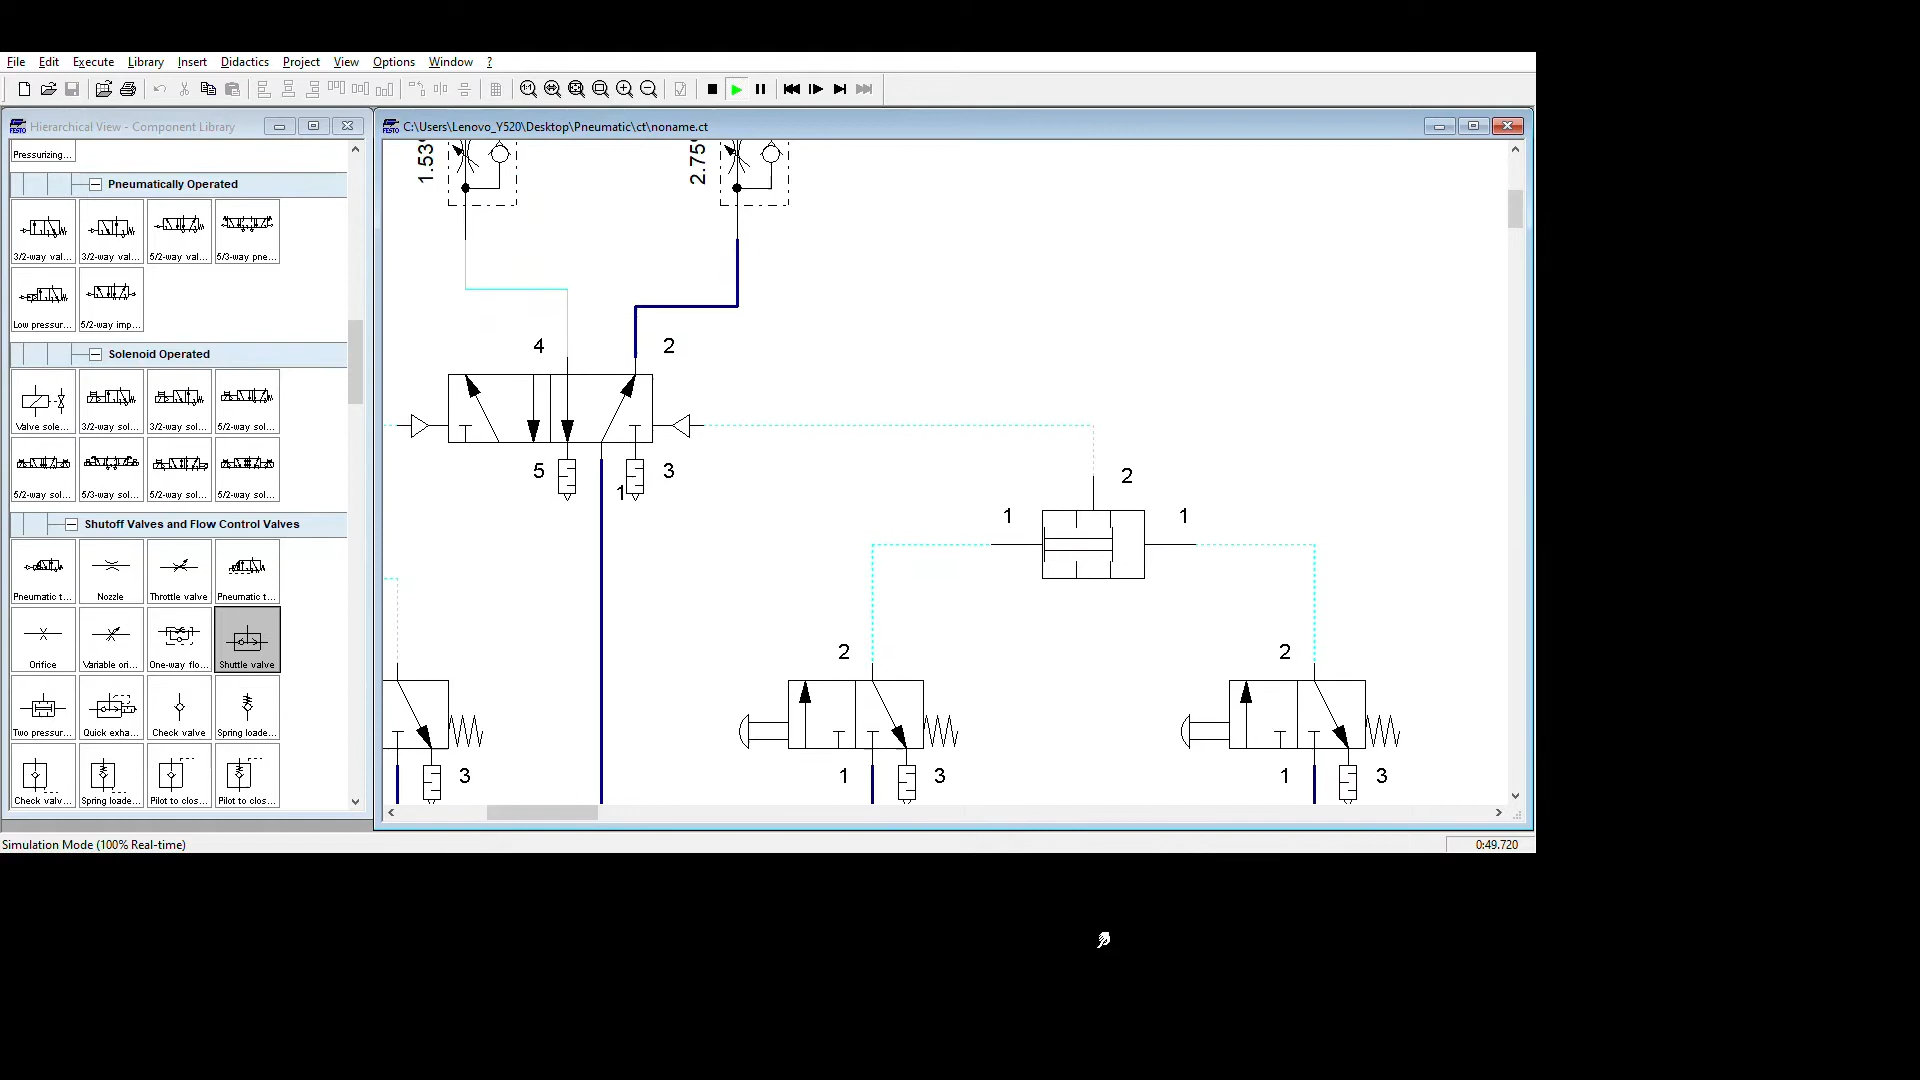 File Edit Execute Library Insert Didactics Project View Options Window ?
FESTO Hierarchical View - Component Library
FESTO C:\Users\Lenovo_Y520\Desktop\Pneumatic\ct\noname.ct
Pressurizing...
Pneumatically Operated
3/2-way val... 3/2-way val... 5/2-way val... 5/3-way pne...
Low pressur... 5/2-way imp...
Solenoid Operated
Valve sole... 3/2-way sol... 3/2-way sol... 5/2-way sol...
5/2-way sol... 5/3-way sol... 5/2-way sol... 5/2-way sol...
Shutoff Valves and Flow Control Valves
Pneumatic t... Nozzle Throttle valve Pneumatic t...
Orifice Variable ori... One-way flo... Shuttle valve
Two pressur... Quick exha... Check valve Spring loade...
Check valv... Spring loade... Pilot to clos... Pilot to clos...
1.53 2.75
4 2
5 1 3
2
1 1
2 2
3 1 3 1 3
Simulation Mode (100% Real-time) 0:49.720